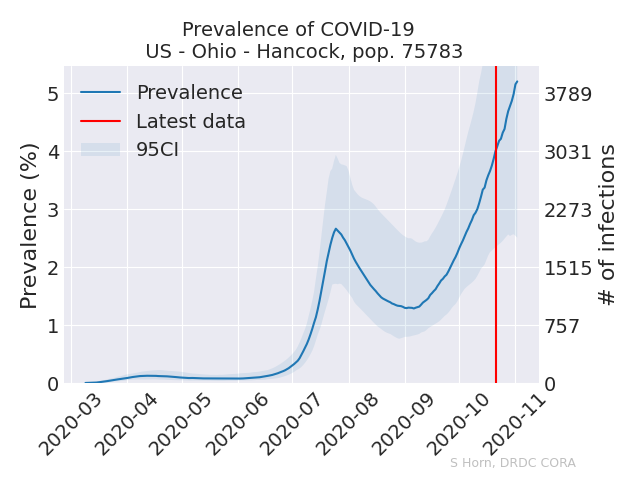 Prevalence of COVID-19
US - Ohio - Hancock, pop. 75783
Prevalence (%)
5
4
3
2
1
0
Prevalence
Latest data
95CI
3789
3031
2273
1515
757
0
# of infections
2020-03
2020-04
2020-05
2020-06
2020-07
2020-08
2020-09
2020-10
2020-11
S Horn, DRDC CORA